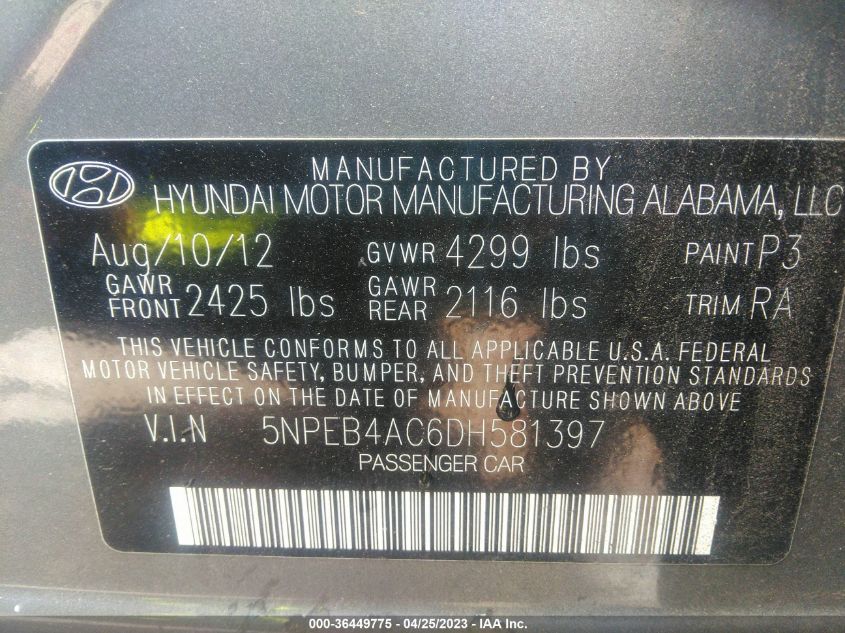 MANUFACTURED BY
HYUNDAI MOTOR MANUFACTURING ALABAMA, LLC
Aug/10/12 GVWR 4299 lbs PAINT P3
GAWR FRONT 2425 lbs GAWR REAR 2116 lbs TRIM RA
THIS VEHICLE CONFORMS TO ALL APPLICABLE U.S.A. FEDERAL
MOTOR VEHICLE SAFETY, BUMPER, AND THEFT PREVENTION STANDARDS
IN EFFECT ON THE DATE OF MANUFACTURE SHOWN ABOVE
V.I.N 5NPEB4AC6DH581397
PASSENGER CAR
000-36449775 - 04/25/2023 - IAA Inc.